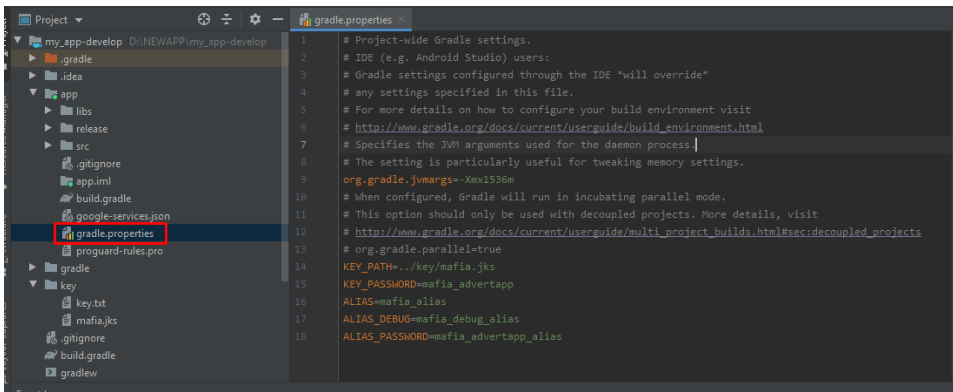 Project
my_app-develop D:\NEWAPP\my_app-develop
.gradle
.idea
app
libs
release
src
.gitignore
app.iml
build.gradle
google-services.json
gradle.properties
proguard-rules.pro
gradle
key
key.txt
mafia.jks
.gitignore
build.gradle
gradlew
gradle.properties
1 # Project-wide Gradle settings.
2 # IDE (e.g. Android Studio) users:
3 # Gradle settings configured through the IDE *will override*
4 # any settings specified in this file.
5 # For more details on how to configure your build environment visit
6 # http://www.gradle.org/docs/current/userguide/build_environment.html
7 # Specifies the JVM arguments used for the daemon process.
8 # The setting is particularly useful for tweaking memory settings.
9 org.gradle.jvmargs=-Xmx1536m
10 # When configured, Gradle will run in incubating parallel mode.
11 # This option should only be used with decoupled projects. More details, visit
12 # http://www.gradle.org/docs/current/userguide/multi_project_builds.html#sec:decoupled_projects
13 # org.gradle.parallel=true
14 KEY_PATH=../key/mafia.jks
15 KEY_PASSWORD=mafia_advertapp
16 ALIAS=mafia_alias
17 ALIAS_DEBUG=mafia_debug_alias
18 ALIAS_PASSWORD=mafia_advertapp_alias